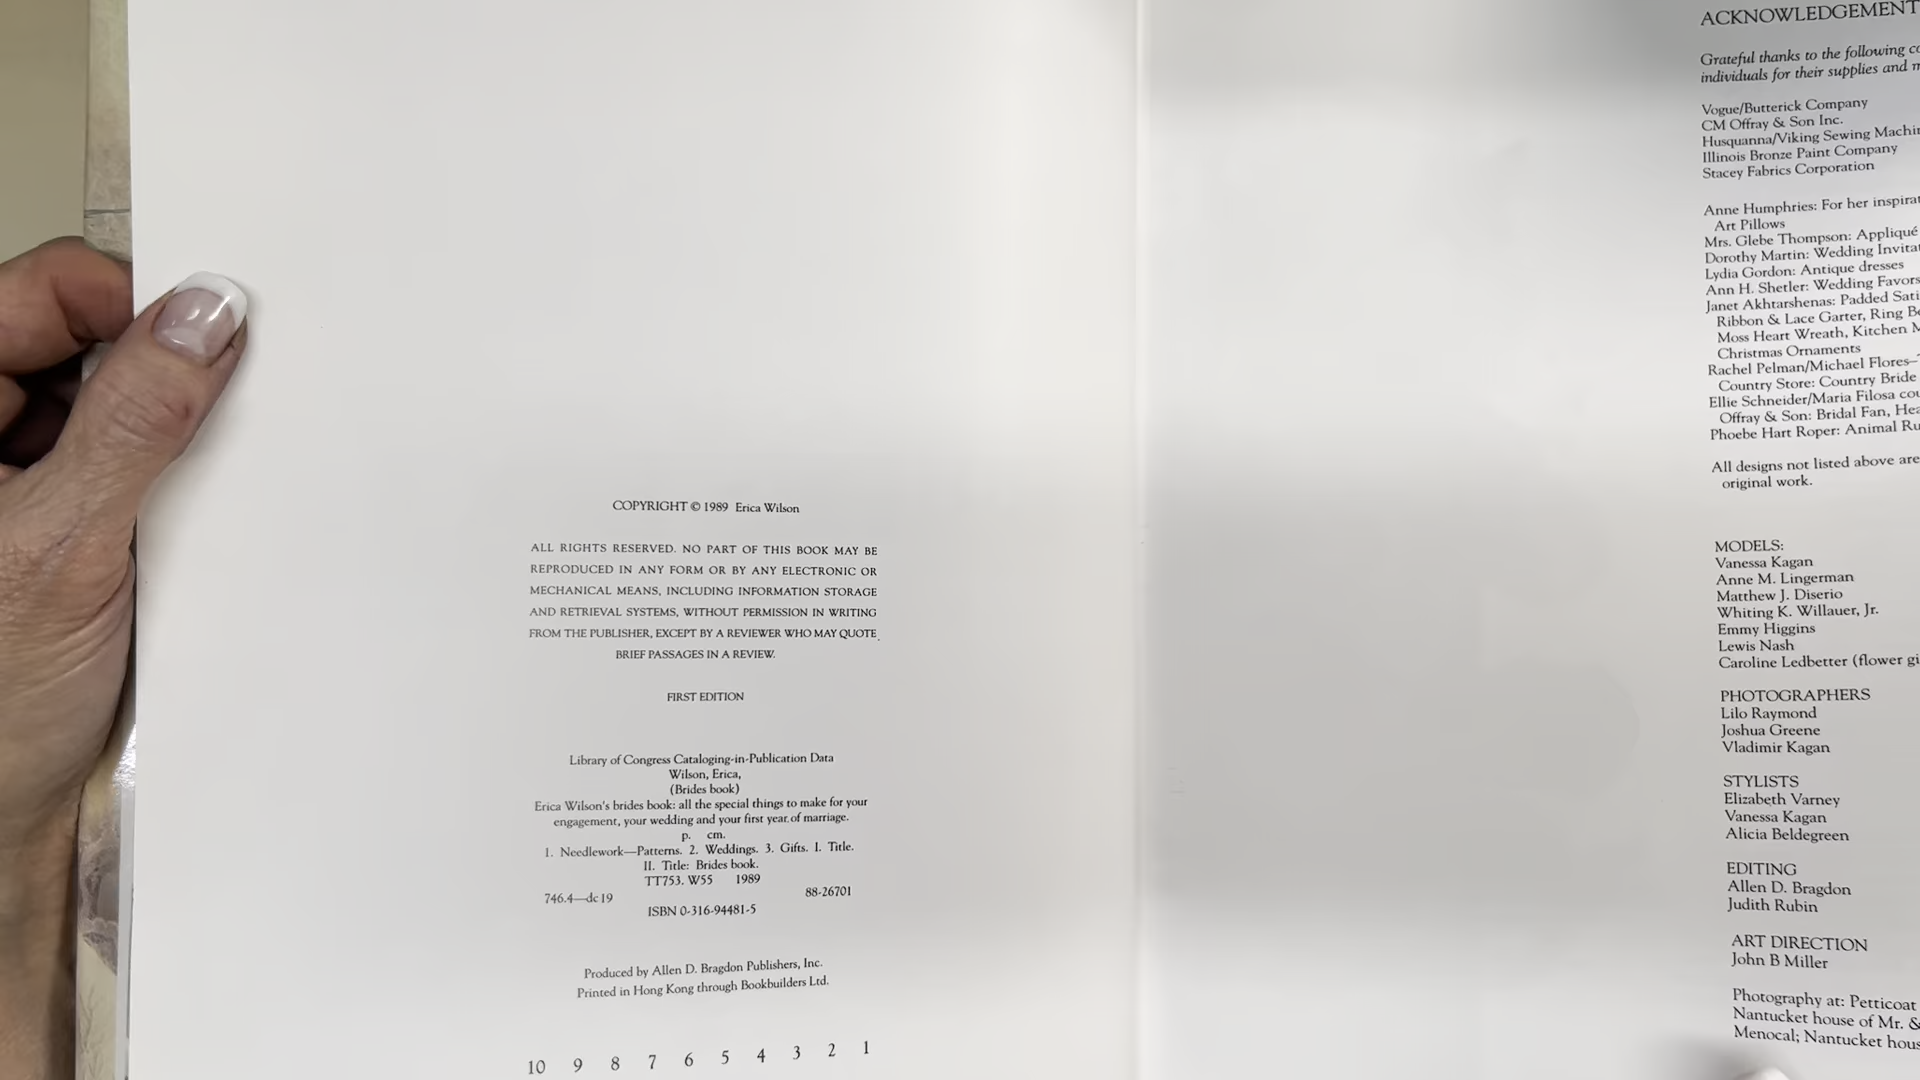 COPYRIGHT © 1989 Erica Wilson
ALL RIGHTS RESERVED. NO PART OF THIS BOOK MAY BE
REPRODUCED IN ANY FORM OR BY ANY ELECTRONIC OR
MECHANICAL MEANS, INCLUDING INFORMATION STORAGE
AND RETRIEVAL SYSTEMS, WITHOUT PERMISSION IN WRITING
FROM THE PUBLISHER, EXCEPT BY A REVIEWER WHO MAY QUOTE
BRIEF PASSAGES IN A REVIEW.
FIRST EDITION
Library of Congress Cataloging-in-Publication Data
Wilson, Erica,
(Brides book)
Erica Wilson's brides book: all the special things to make for your
engagement, your wedding and your first year of marriage.
p. cm.
1. Needlework—Patterns. 2. Weddings. 3. Gifts. I. Title.
II. Title: Brides book.
TT753. W55 1989
746.4—dc19 88-26701
ISBN 0-316-94481-5
Produced by Allen D. Bragdon Publishers, Inc.
Printed in Hong Kong through Bookbuilders Ltd.
10 9 8 7 6 5 4 3 2 1
ACKNOWLEDGEMENT
Grateful thanks to the following
individuals for their supplies and
Vogue/Butterick Company
CM Offray & Son Inc.
Husquanna/Viking Sewing
Illinois Bronze Paint Company
Stacey Fabrics Corporation
Anne Humphries: For her
Art Pillows
Mrs. Glebe Thompson: Appliqué
Dorothy Martin: Wedding
Lydia Gordon: Antique dresses
Ann H. Shetler: Wedding Favors
Janet Akhtarshenas: Padded
Ribbon & Lace Garter, Ring
Moss Heart Wreath, Kitchen
Christmas Ornaments
Rachel Pelman/Michael Flores–
Country Store: Country Bride
Ellie Schneider/Maria Filosa
Offray & Son: Bridal Fan,
Phoebe Hart Roper: Animal
All designs not listed above are
original work.
MODELS:
Vanessa Kagan
Anne M. Lingerman
Matthew J. Diserio
Whiting K. Willauer, Jr.
Emmy Higgins
Lewis Nash
Caroline Ledbetter (flower
PHOTOGRAPHERS
Lilo Raymond
Joshua Greene
Vladimir Kagan
STYLISTS
Elizabeth Varney
Vanessa Kagan
Alicia Beldegreen
EDITING
Allen D. Bragdon
Judith Rubin
ART DIRECTION
John B Miller
Photography at: Petticoat
Nantucket house of Mr. &
Menocal; Nantucket